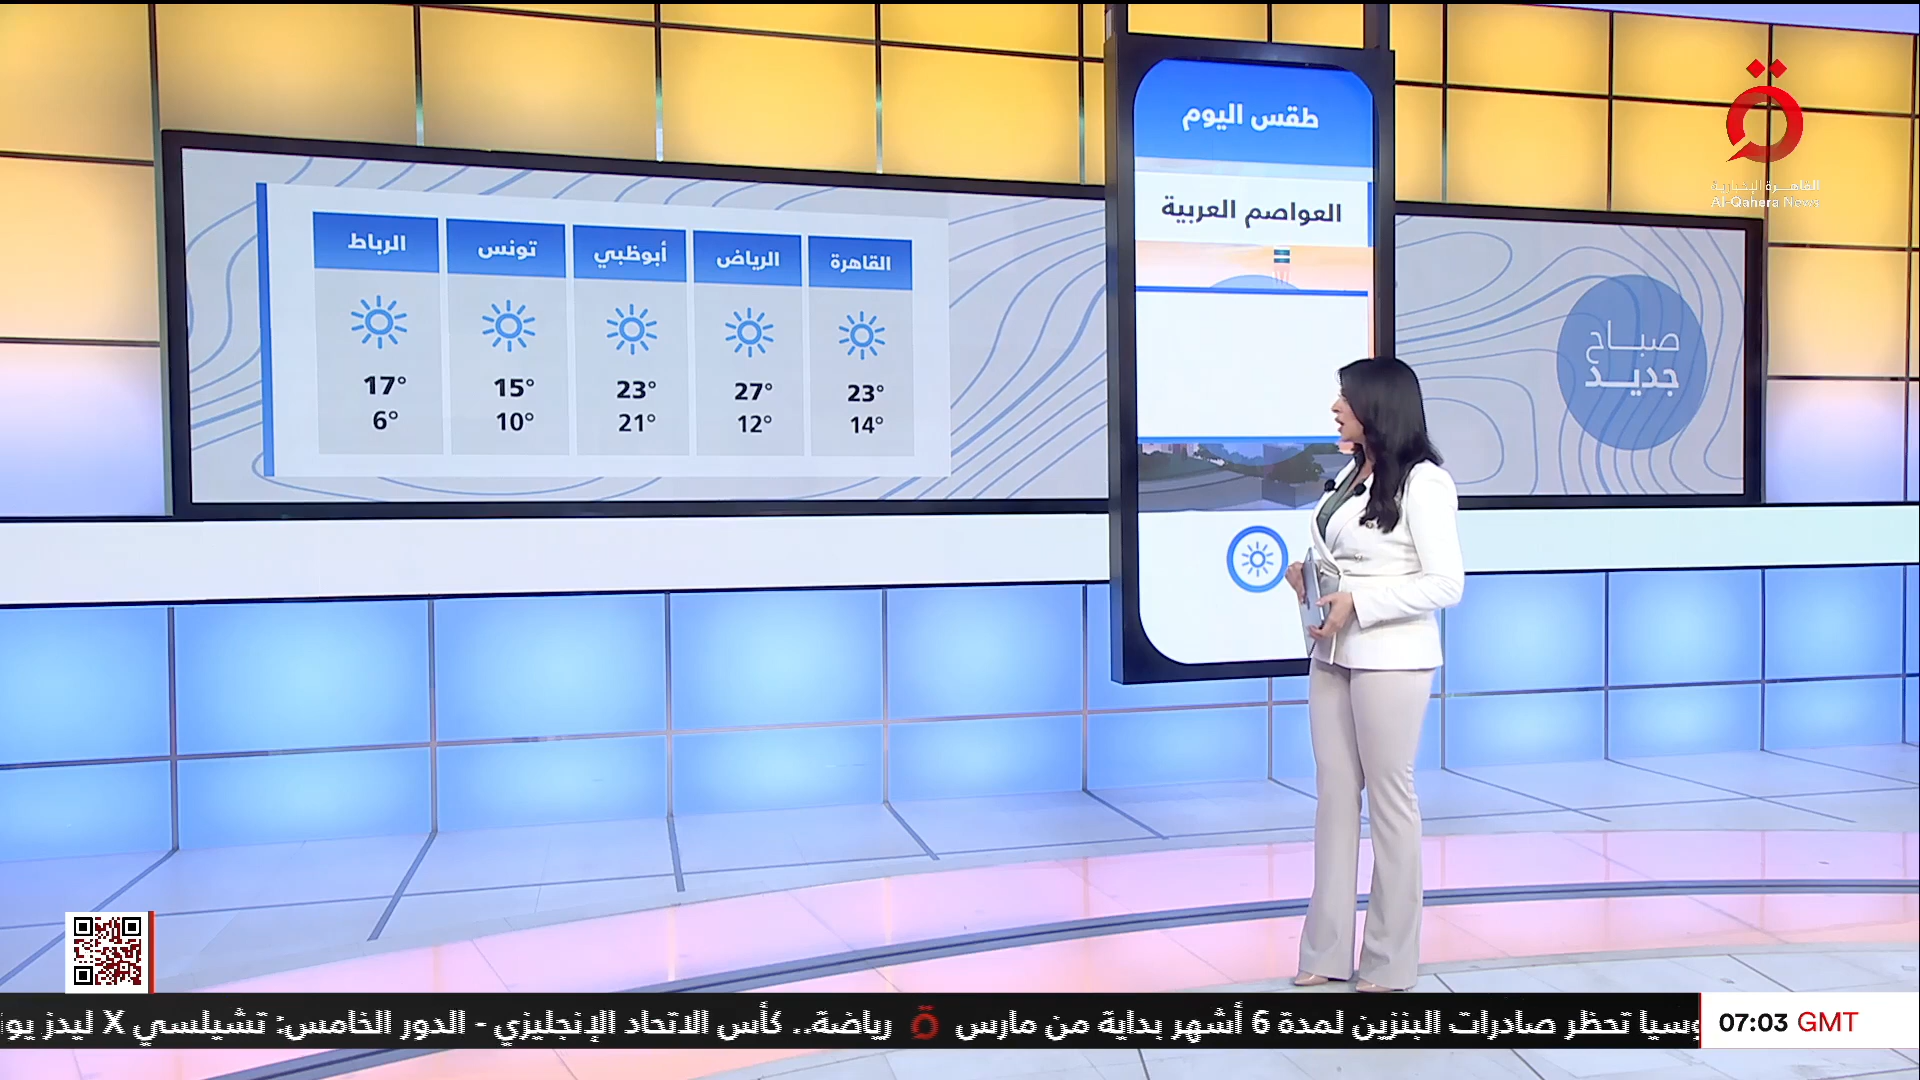 طقس اليوم
العواصم العربية
القاهرة
23°
14°
الرياض
27°
12°
أبوظبي
23°
21°
تونس
15°
10°
الرباط
17°
6°
صباح
جديد
القاهرة الإخبارية
Al-Qahera News
تحظر صادرات البنزين لمدة 6 أشهر بداية من مارس رياضة.. كأس الاتحاد الإنجليزي - الدور الخامس: تشيلسي X ليدز
07:03 GMT